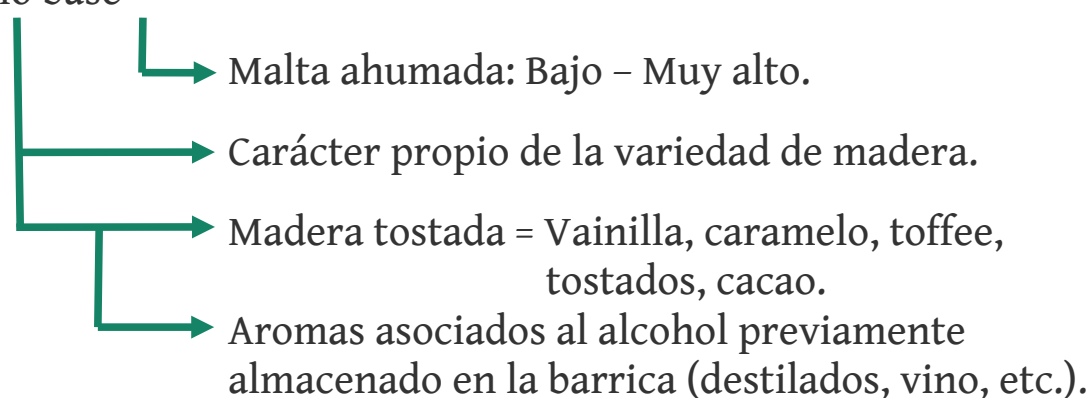 Malta ahumada: Bajo – Muy alto.
Carácter propio de la variedad de madera.
Madera tostada = Vainilla, caramelo, toffee,
tostados, cacao.
Aromas asociados al alcohol previamente
almacenado en la barrica (destilados, vino, etc.).